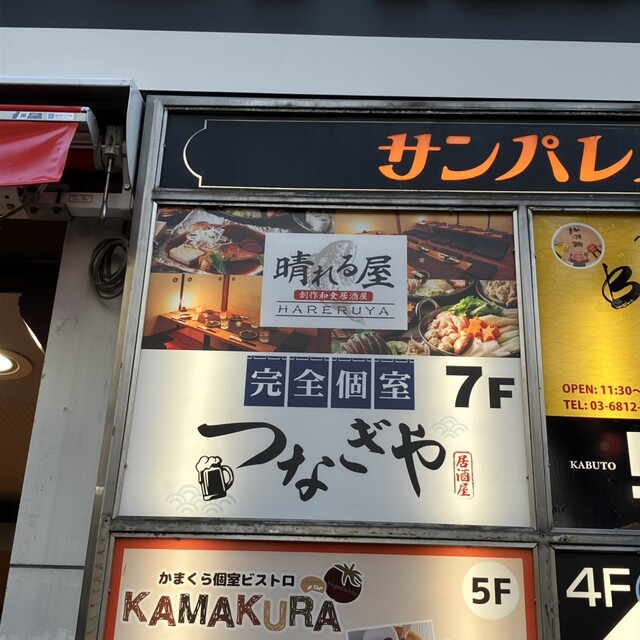 サンパレ
晴れる屋
創作和食居酒屋
HARERUYA
完全個室
7F
つなぎや
居酒屋
OPEN: 11:30~
TEL: 03-6812-
KABUTO
かまくら個室ビストロ
KAMAKURA
5F
4F